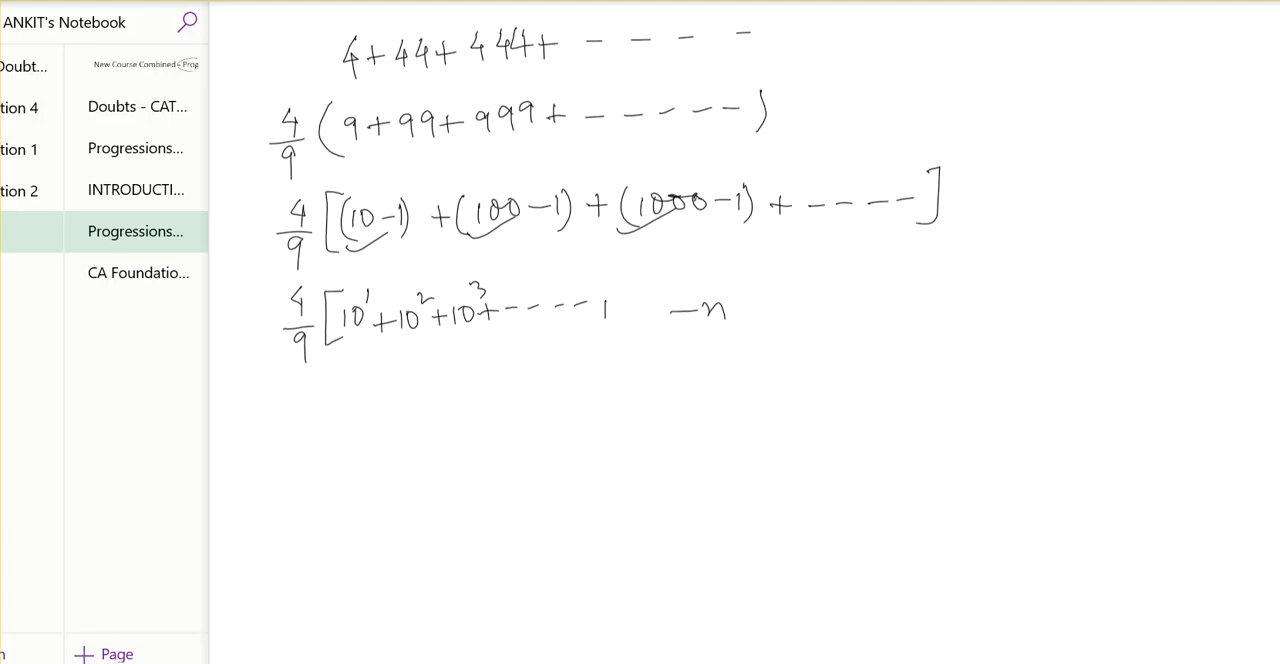 ANKIT's Notebook
Doubt...
New Course Combined - Prog
tion 4
Doubts - CAT...
tion 1
Progressions...
tion 2
INTRODUCTI...
Progressions...
CA Foundatio...
+ Page
4+44+444+ - - - -
4/9 (9+99+999+ - - - - - )
4/9 [(10-1) +(100-1) + (1000-1) + - - - - ]
4/9 [10¹+10²+10³+ - - - - - n